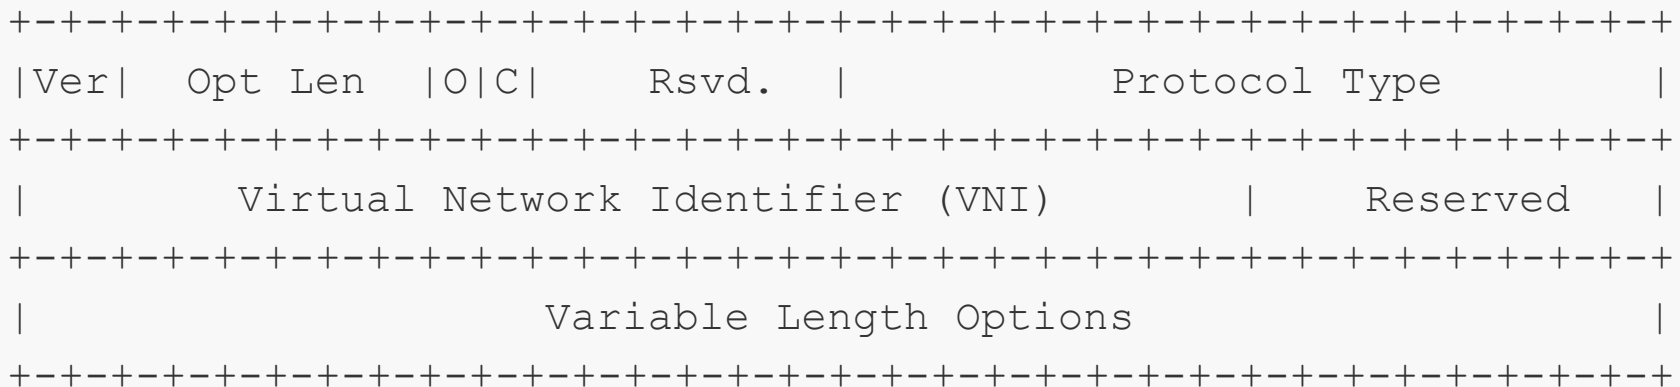 +-+-+-+-+-+-+-+-+-+-+-+-+-+-+-+-+-+-+-+-+-+-+-+-+-+-+-+-+-+-+-+-+
|Ver|  Opt Len  |O|C|    Rsvd.  |          Protocol Type        |
+-+-+-+-+-+-+-+-+-+-+-+-+-+-+-+-+-+-+-+-+-+-+-+-+-+-+-+-+-+-+-+-+
|        Virtual Network Identifier (VNI)       |    Reserved   |
+-+-+-+-+-+-+-+-+-+-+-+-+-+-+-+-+-+-+-+-+-+-+-+-+-+-+-+-+-+-+-+-+
|                    Variable Length Options                    |
+-+-+-+-+-+-+-+-+-+-+-+-+-+-+-+-+-+-+-+-+-+-+-+-+-+-+-+-+-+-+-+-+